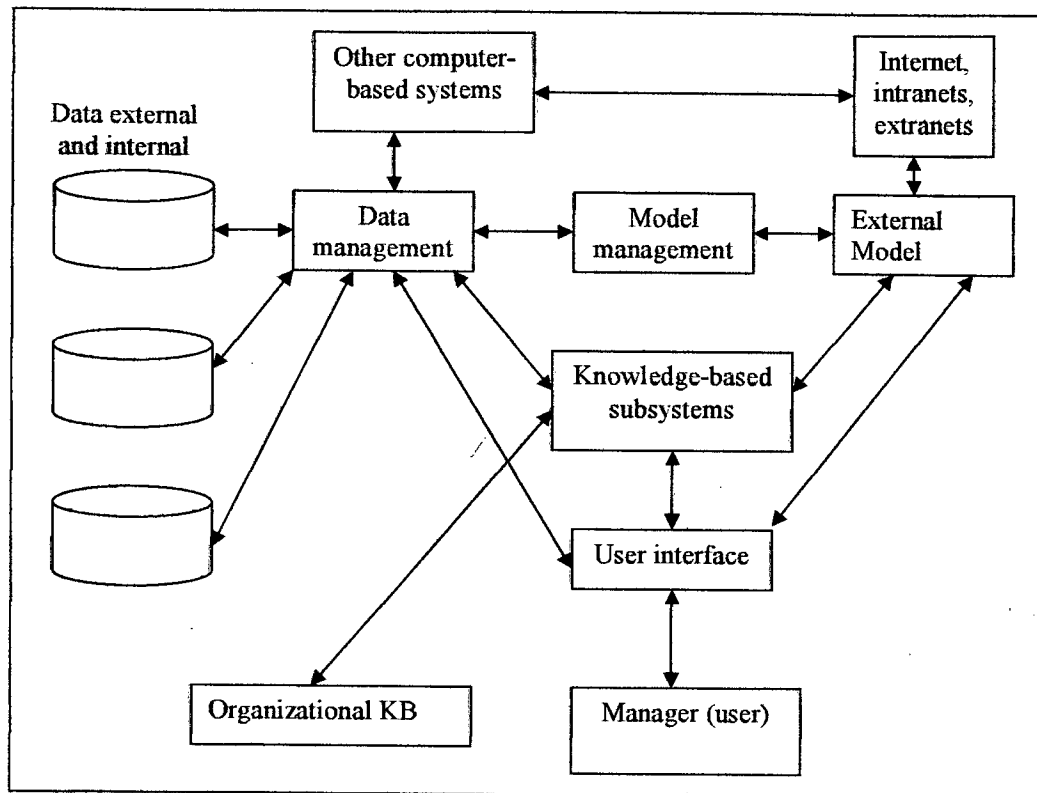 Other computer-
based systems
Internet,
intranets,
extranets
Data external
and internal
Data
management
Model
management
External
Model
Knowledge-based
subsystems
User interface
Organizational KB
Manager (user)